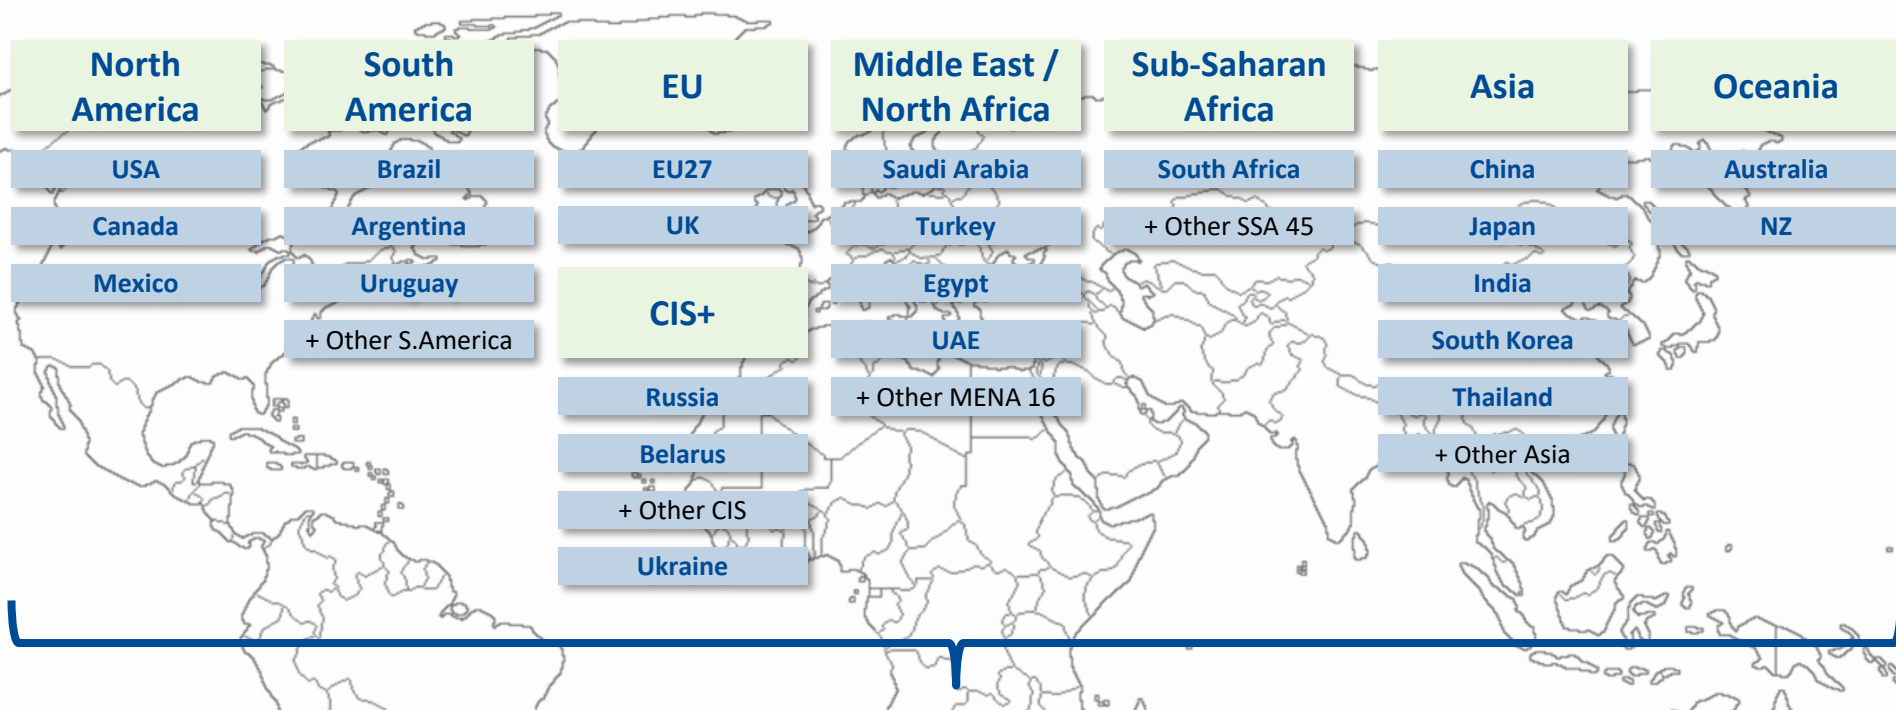 North
America
USA
Canada
Mexico
South
America
Brazil
Argentina
Uruguay
+ Other S.America
EU
EU27
UK
CIS+
Russia
Belarus
+ Other CIS
Ukraine
Middle East /
North Africa
Saudi Arabia
Turkey
Egypt
UAE
+ Other MENA 16
Sub-Saharan
Africa
South Africa
+ Other SSA 45
Asia
China
Japan
India
South Korea
Thailand
+ Other Asia
Oceania
Australia
NZ